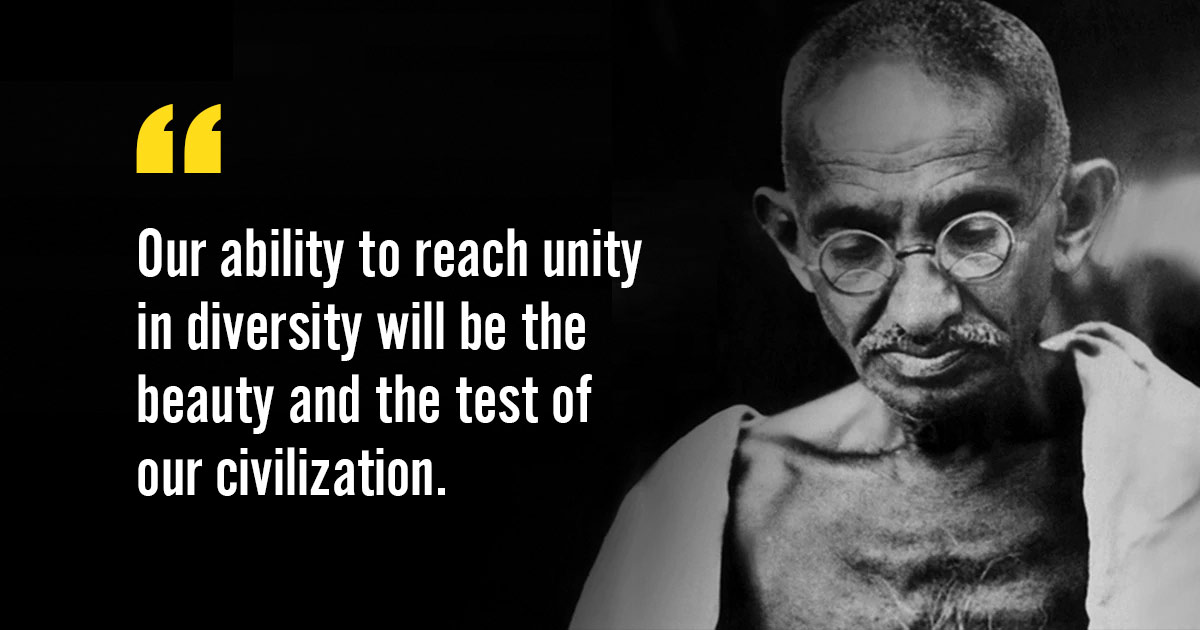 “
Our ability to reach unity
in diversity will be the
beauty and the test of
our civilization.